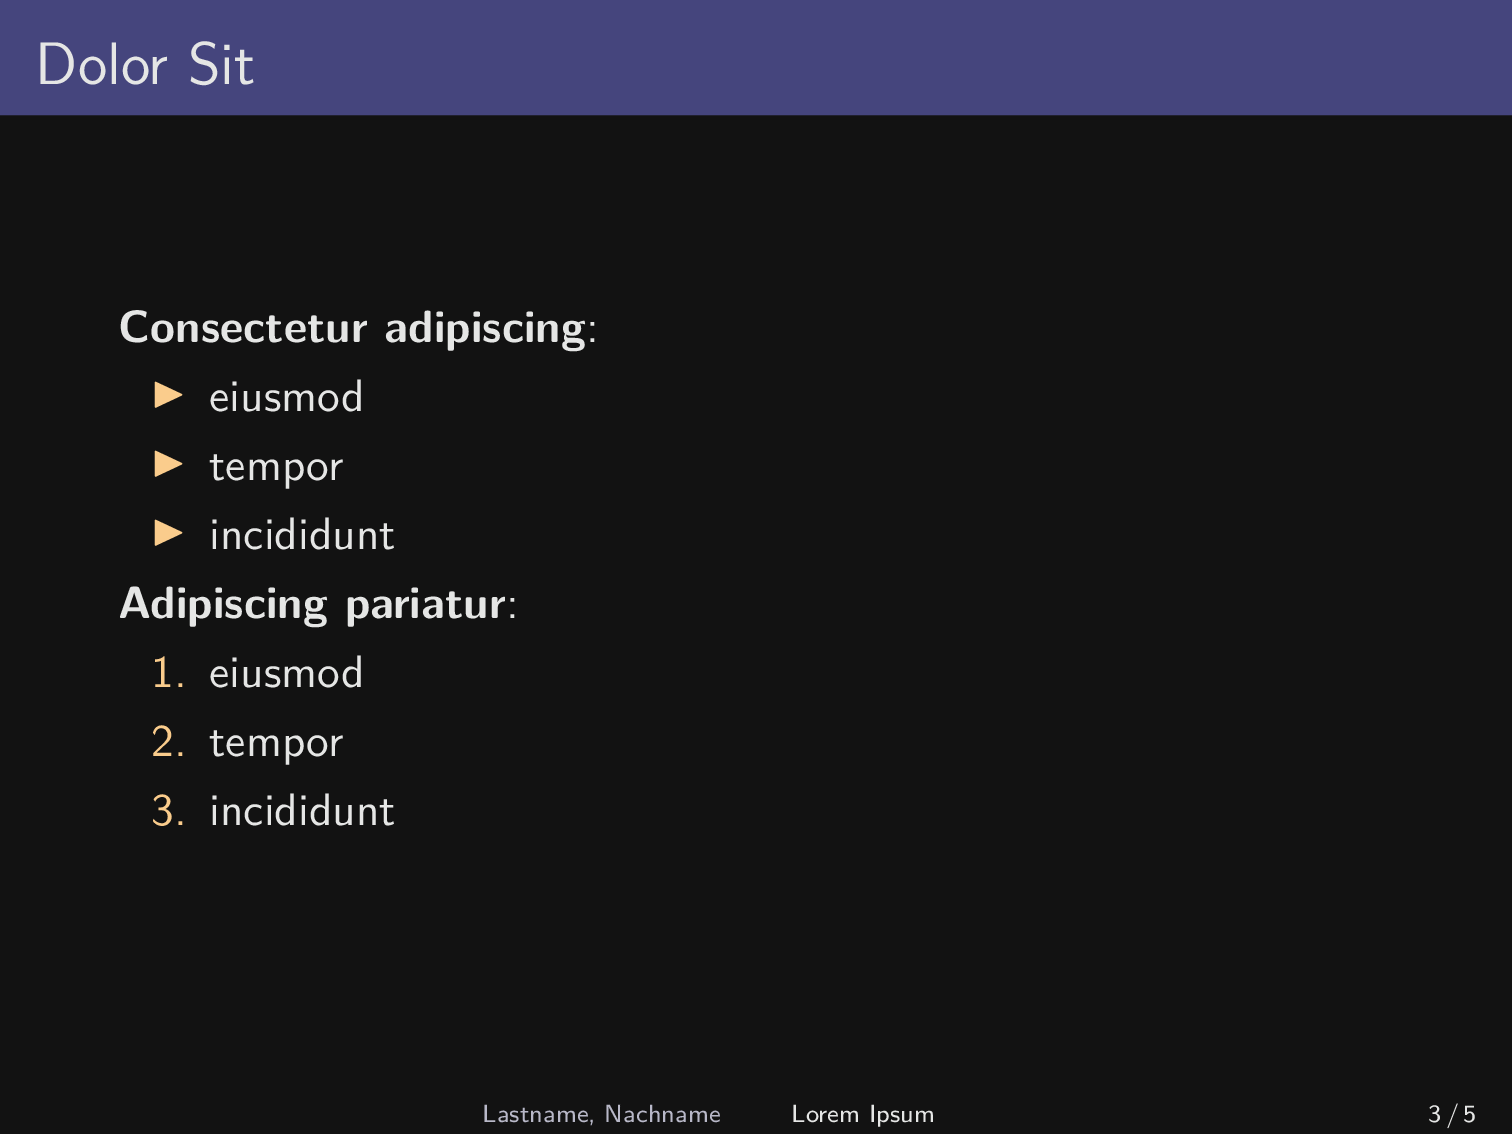 Dolor Sit
Consectetur adipiscing:
▶ eiusmod
▶ tempor
▶ incididunt
Adipiscing pariatur:
1. eiusmod
2. tempor
3. incididunt
Lastname, Nachname Lorem Ipsum 3 / 5